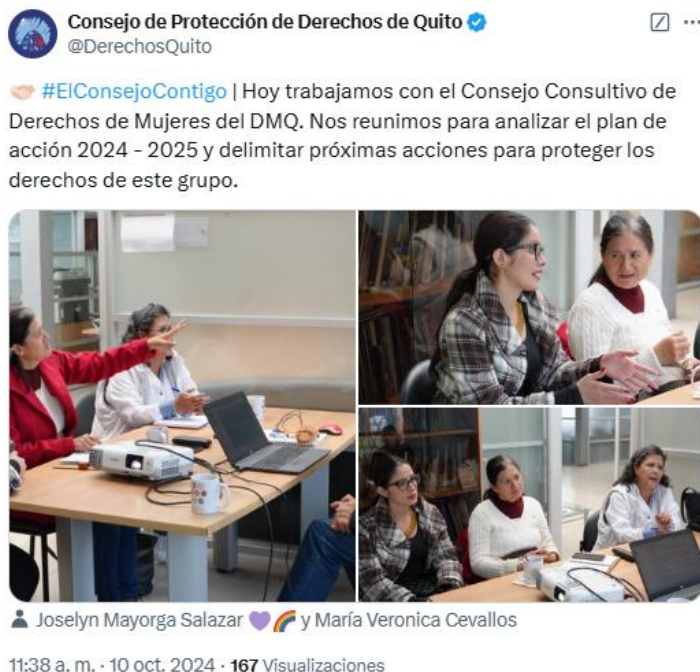 Consejo de Protección de Derechos de Quito
@DerechosQuito
#ElConsejoContigo | Hoy trabajamos con el Consejo Consultivo de
Derechos de Mujeres del DMQ. Nos reunimos para analizar el plan de
acción 2024 - 2025 y delimitar próximas acciones para proteger los
derechos de este grupo.
Joselyn Mayorga Salazar 💜🌈 y María Veronica Cevallos
11:38 a. m. · 10 oct. 2024 · 167 Visualizaciones